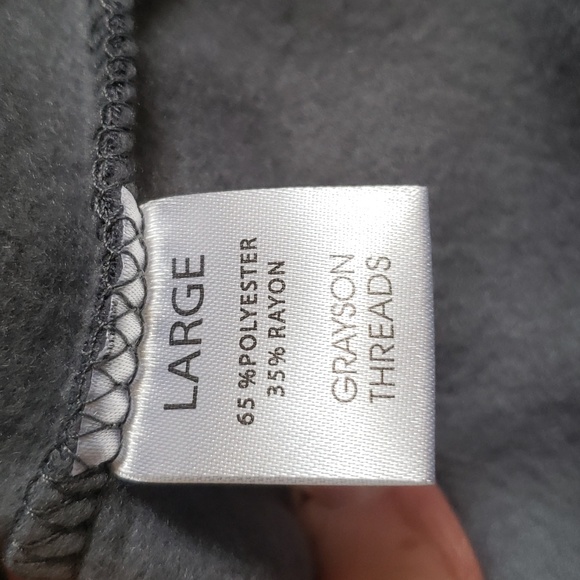 LARGE
65 %POLYESTER
35% RAYON
GRAYSON
THREADS